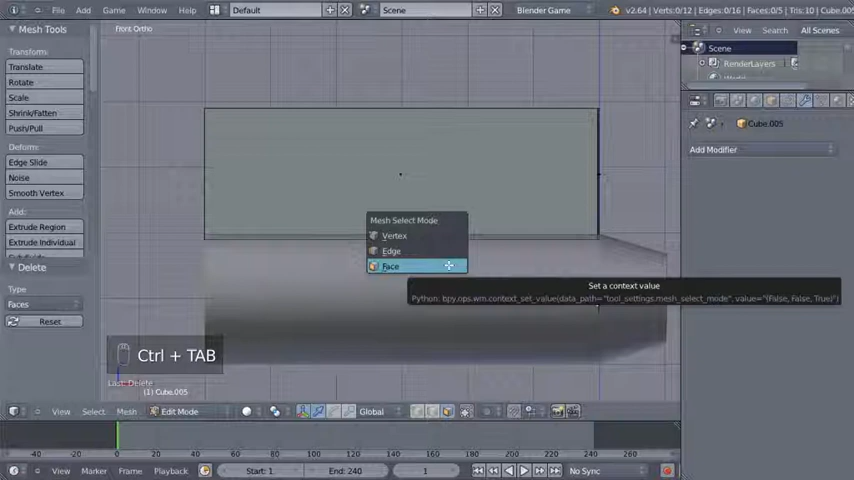 File Add Game Window Help Default Scene Blender Game v2.64 | Verts:0/12 | Edges:0/16 | Faces:0/5 | Tris:10 | Cube.005
Mesh Tools
Front Ortho
View Search All Scenes
Scene
RenderLayers
World
Transform:
Translate
Rotate
Scale
Shrink/Fatten
Push/Pull
Deform:
Edge Slide
Noise
Smooth Vertex
Add:
Extrude Region
Extrude Individual
Delete
Type
Faces
Reset
Cube.005
Add Modifier
Mesh Select Mode
Vertex
Edge
Face
Set a context value
Python: bpy.ops.wm.context_set_value(data_path="tool_settings.mesh_select_mode", value="(False, False, True)")
Ctrl + TAB
Last: Delete
(1) Cube.005
View Select Mesh Edit Mode Global
-40 -20 0 20 40 60 80 100 120 140 160 180 200 220 240 260
View Marker Frame Playback Start: 1 End: 240 1 No Sync